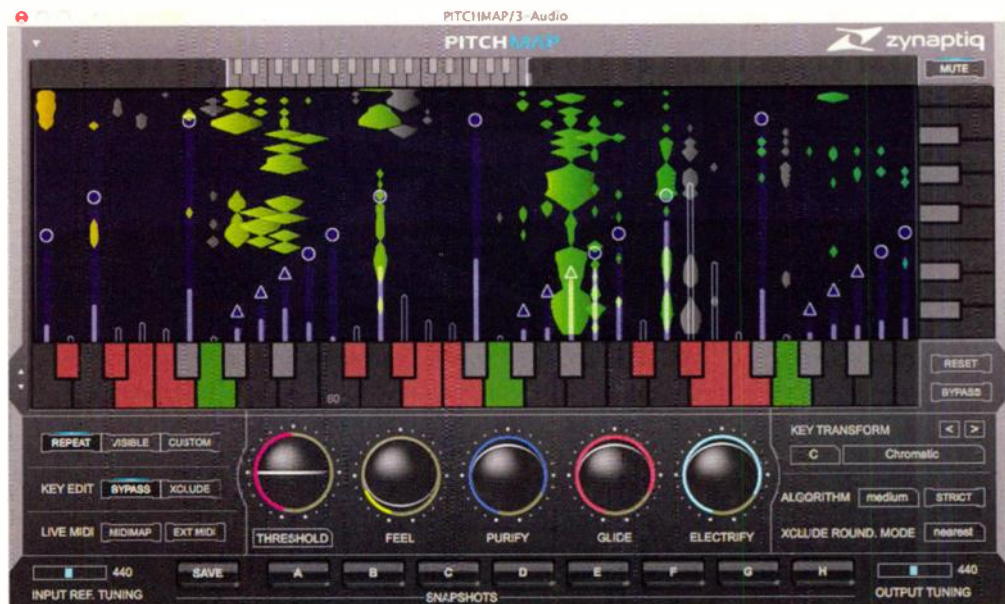 PITCHMAP/3-Audio
PITCHMAP
zynaptiq
MUTE
60
RESET
BYPASS
REPEAT VISIBLE CUSTOM
KEY EDIT BYPASS XCLUDE
LIVE MIDI MIDIMAP EXT MIDI
THRESHOLD FEEL PURIFY GLIDE ELECTRIFY
KEY TRANSFORM < >
C Chromatic
ALGORITHM medium STRICT
XCLUDE ROUND. MODE nearest
440 SAVE A B C D E F G H 440
INPUT REF. TUNING SNAPSHOTS OUTPUT TUNING